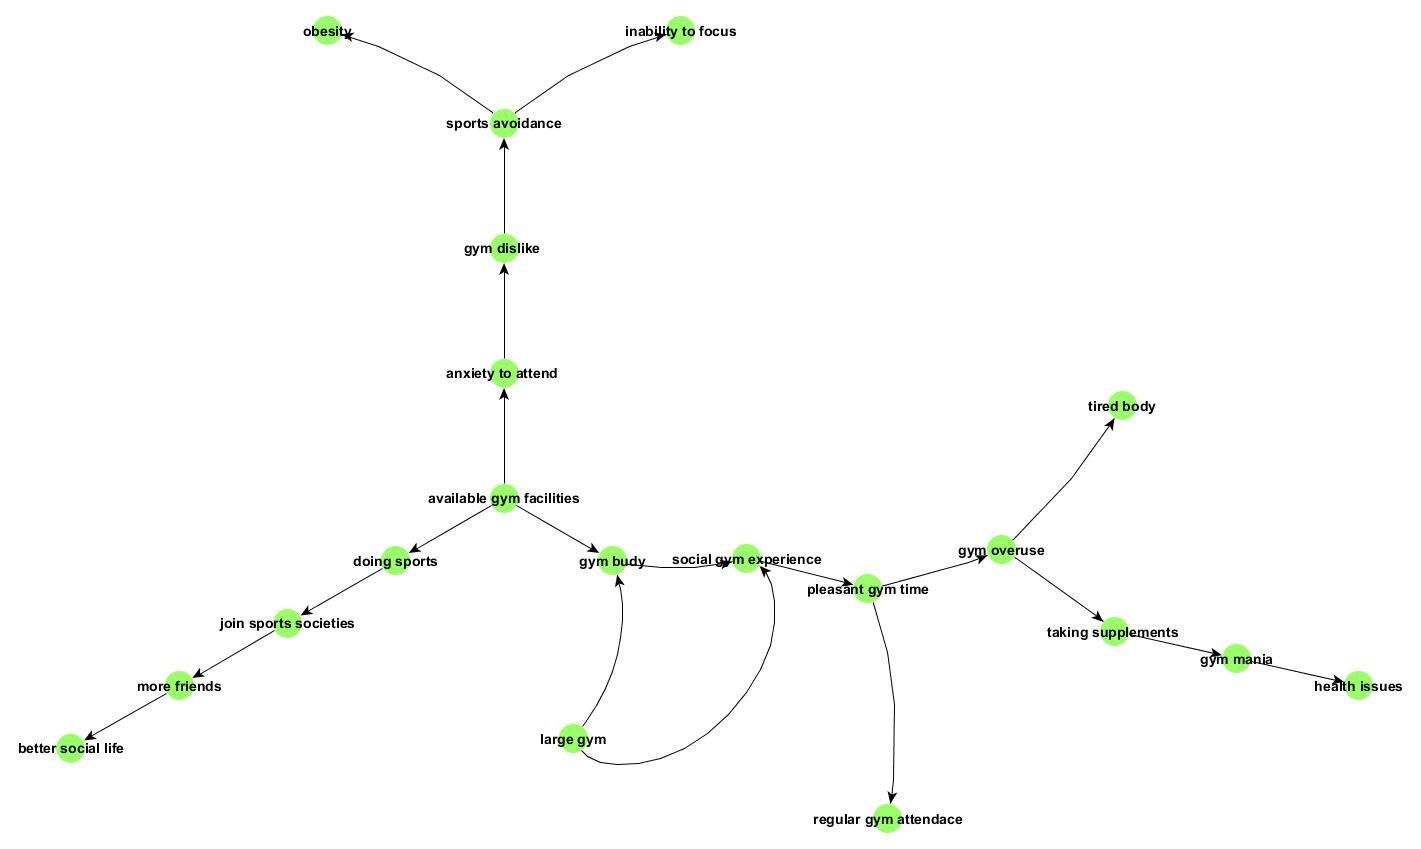 obesity
inability to focus
sports avoidance
gym dislike
anxiety to attend
tired body
available gym facilities
gym overuse
doing sports
gym budy
social gym experience
pleasant gym time
join sports societies
taking supplements
gym mania
more friends
health issues
large gym
better social life
regular gym attendace